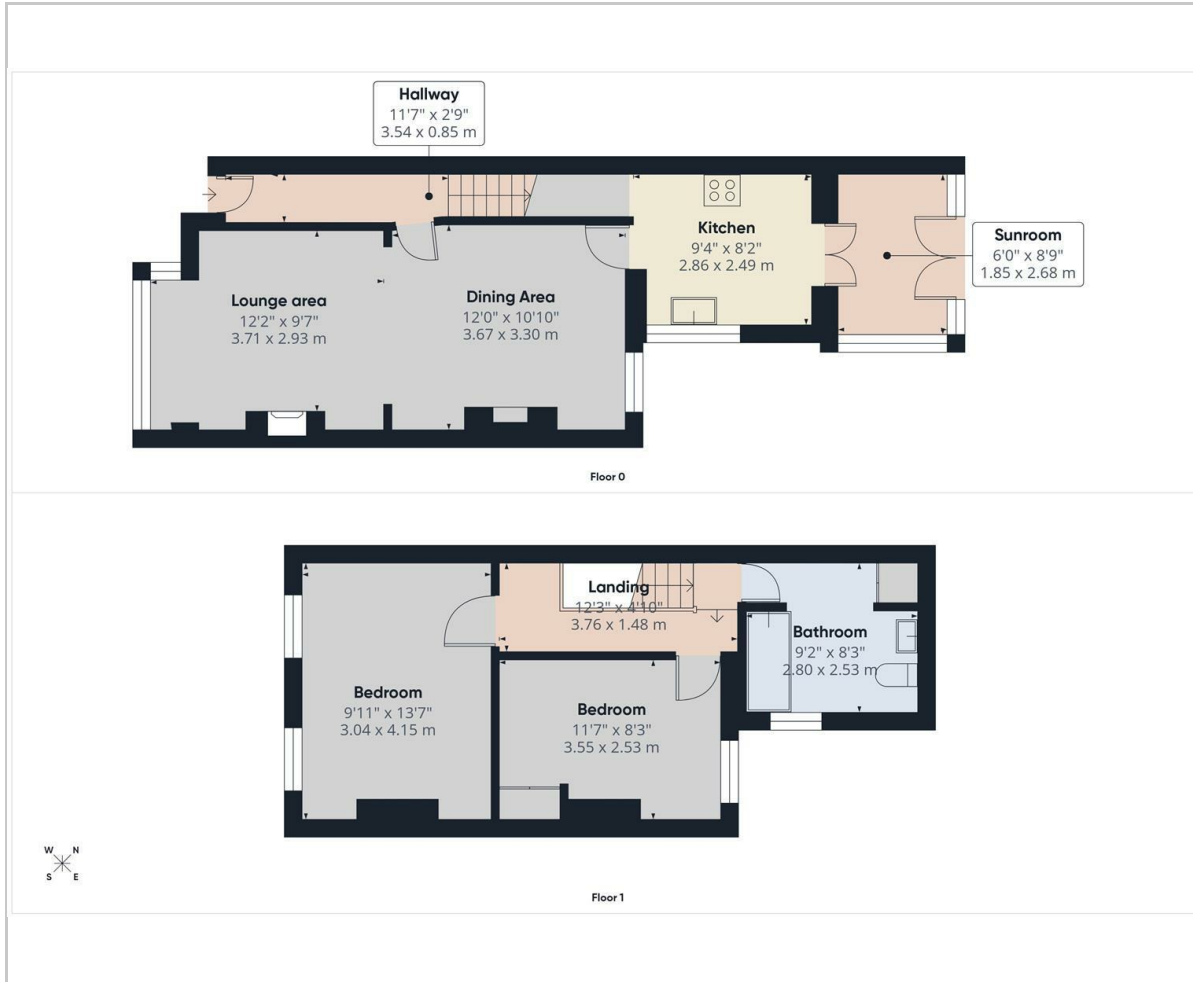 Hallway
11'7" x 2'9"
3.54 x 0.85 m
Kitchen
9'4" x 8'2"
2.86 x 2.49 m
Sunroom
6'0" x 8'9"
1.85 x 2.68 m
Lounge area
12'2" x 9'7"
3.71 x 2.93 m
Dining Area
12'0" x 10'10"
3.67 x 3.30 m
Floor 0
Landing
12'3" x 4'10"
3.76 x 1.48 m
Bathroom
9'2" x 8'3"
2.80 x 2.53 m
Bedroom
9'11" x 13'7"
3.04 x 4.15 m
Bedroom
11'7" x 8'3"
3.55 x 2.53 m
W N
S E
Floor 1